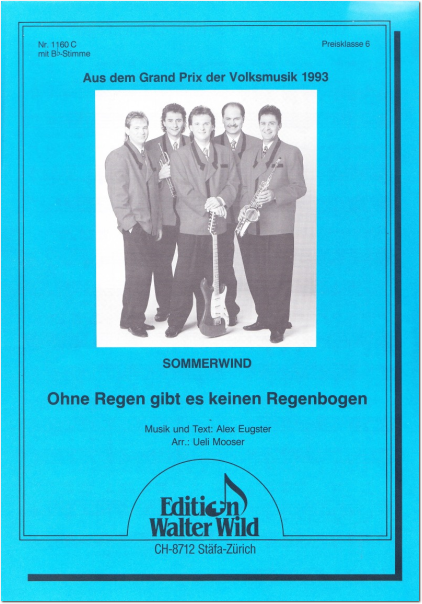 Nr. 1160 C
mit B♭-Stimme
Preisklasse 6
Aus dem Grand Prix der Volksmusik 1993
SOMMERWIND
Ohne Regen gibt es keinen Regenbogen
Musik und Text: Alex Eugster
Arr.: Ueli Mooser
Edition
Walter Wild
CH-8712 Stäfa-Zürich